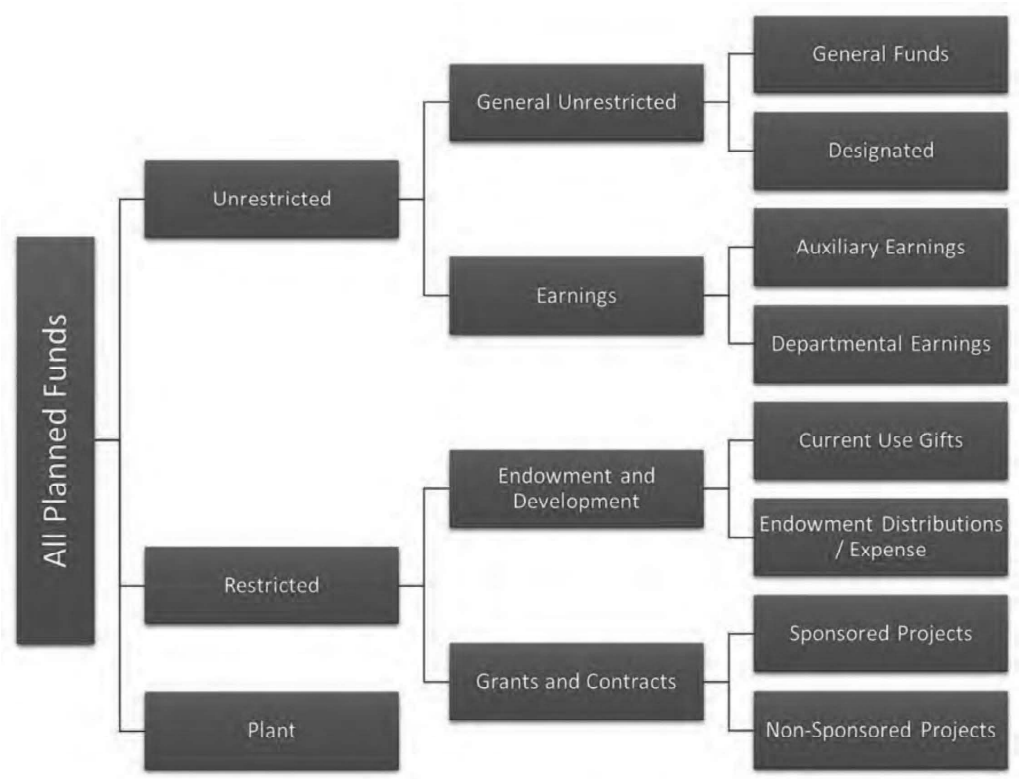 All Planned Funds
Unrestricted
General Unrestricted
General Funds
Designated
Earnings
Auxiliary Earnings
Departmental Earnings
Restricted
Endowment and
Development
Current Use Gifts
Endowment Distributions
/ Expense
Grants and Contracts
Sponsored Projects
Non-Sponsored Projects
Plant